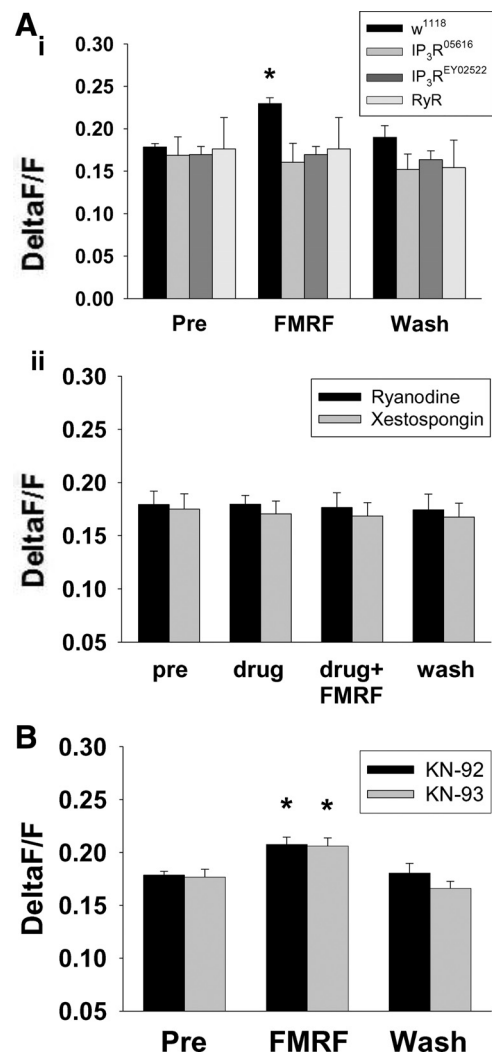 A
i
w1118
IP3R05616
IP3REY02522
RyR
DeltaF/F
0.30
0.25
0.20
0.15
0.10
0.05
0.00
*
Pre FMRF Wash
ii
Ryanodine
Xestospongin
DeltaF/F
0.30
0.25
0.20
0.15
0.10
0.05
pre drug drug+ wash
FMRF
B
KN-92
KN-93
DeltaF/F
0.30
0.25
0.20
0.15
0.10
0.05
* *
Pre FMRF Wash